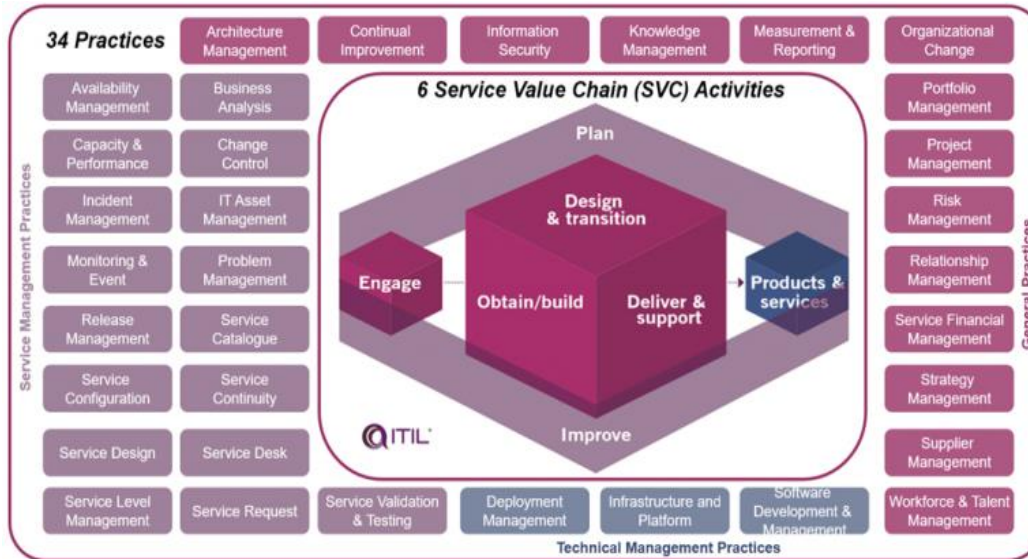 34 Practices
Architecture
Management
Continual
Improvement
Information
Security
Knowledge
Management
Measurement &
Reporting
Organizational
Change
Availability
Management
Business
Analysis
6 Service Value Chain (SVC) Activities
Portfolio
Management
Capacity &
Performance
Change
Control
Plan
Project
Management
Incident
Management
IT Asset
Management
Design
& transition
Risk
Management
Monitoring &
Event
Problem
Management
Engage
Obtain/build
Deliver &
support
Products &
services
Relationship
Management
Release
Management
Service
Catalogue
Service Financial
Management
Service
Configuration
Service
Continuity
Strategy
Management
Service Design
Service Desk
ITIL
Improve
Supplier
Management
Service Level
Management
Service Request
Service Validation
& Testing
Deployment
Management
Infrastructure and
Platform
Software
Development &
Management
Workforce & Talent
Management
Service Management Practices
General Practices
Technical Management Practices